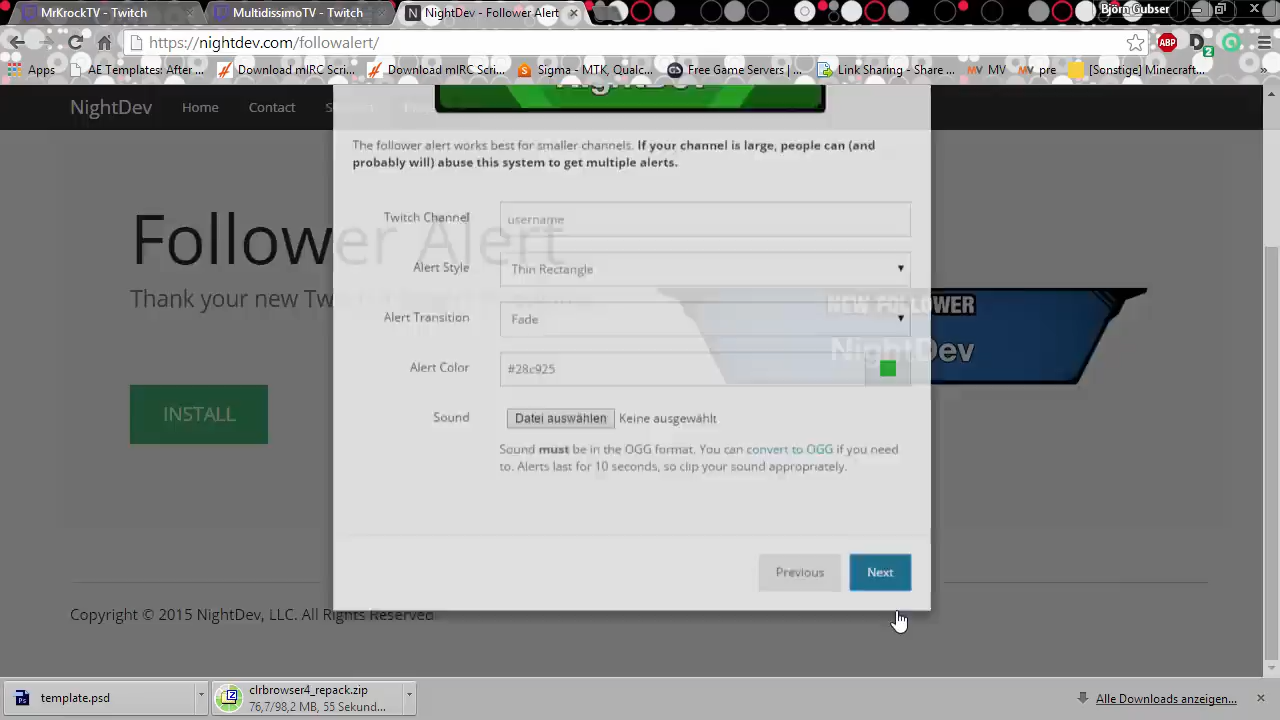 MrKrockTV - Twitch
MultidissimoTV - Twitch
NightDev - Follower Alert
Björn Gubser
https://nightdev.com/followalert/
ABP
2
Apps
AE Templates: After ...
Download mIRC Scri...
Download mIRC Scri...
Sigma - MTK, Qualc...
Free Game Servers | ...
Link Sharing - Share ...
MV
pre
[Sonstige] Minecraft...
NightDev
Home
Contact
NightDev
The follower alert works best for smaller channels. If your channel is large, people can (and
probably will) abuse this system to get multiple alerts.
Twitch Channel
username
Follower Alert
Alert Style
Thin Rectangle
Thank your new
NEW FOLLOWER
Alert Transition
Fade
NightDev
Alert Color
#28c925
INSTALL
Sound
Datei auswählen
Keine ausgewählt
Sound must be in the OGG format. You can convert to OGG if you need
to. Alerts last for 10 seconds, so clip your sound appropriately.
Previous
Next
Copyright © 2015 NightDev, LLC. All Rights Reserved
template.psd
clrbrowser4_repack.zip
76,7/98,2 MB, 55 Sekund...
Alle Downloads anzeigen...